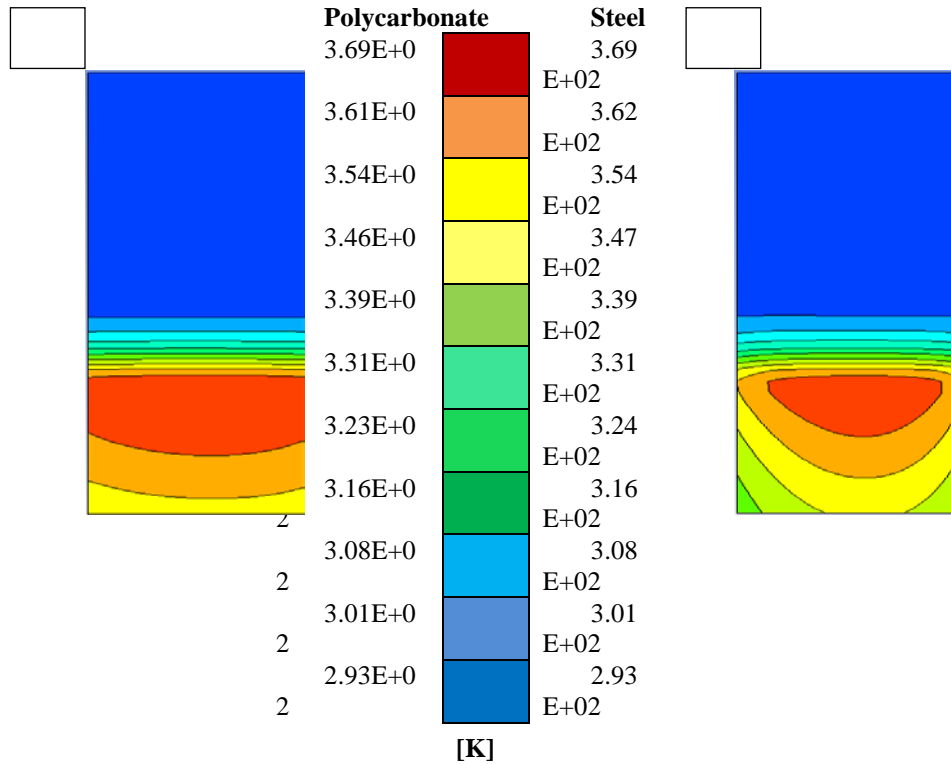 Polycarbonate Steel
3.69E+0 3.69
E+02
3.61E+0 3.62
E+02
3.54E+0 3.54
E+02
3.46E+0 3.47
E+02
3.39E+0 3.39
E+02
3.31E+0 3.31
E+02
3.23E+0 3.24
E+02
3.16E+0 3.16
2 E+02
3.08E+0 3.08
2 E+02
3.01E+0 3.01
2 E+02
2.93E+0 2.93
2 E+02
[K]